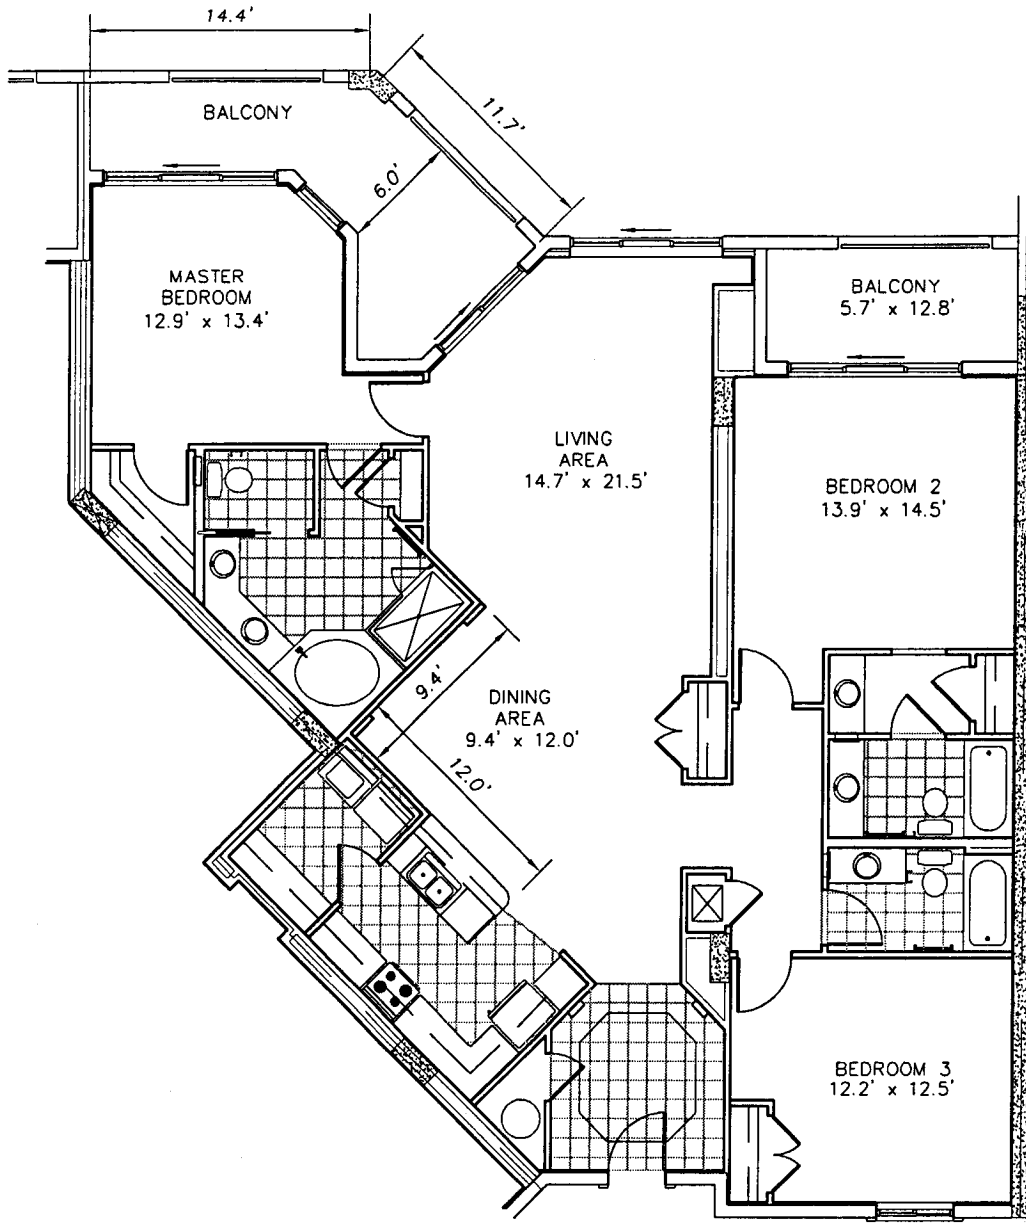 14.4'
BALCONY
11.7'
6.0'
MASTER
BEDROOM
12.9' x 13.4'
BALCONY
5.7' x 12.8'
LIVING
AREA
14.7' x 21.5'
BEDROOM 2
13.9' x 14.5'
9.4'
DINING
AREA
9.4' x 12.0'
12.0'
BEDROOM 3
12.2' x 12.5'